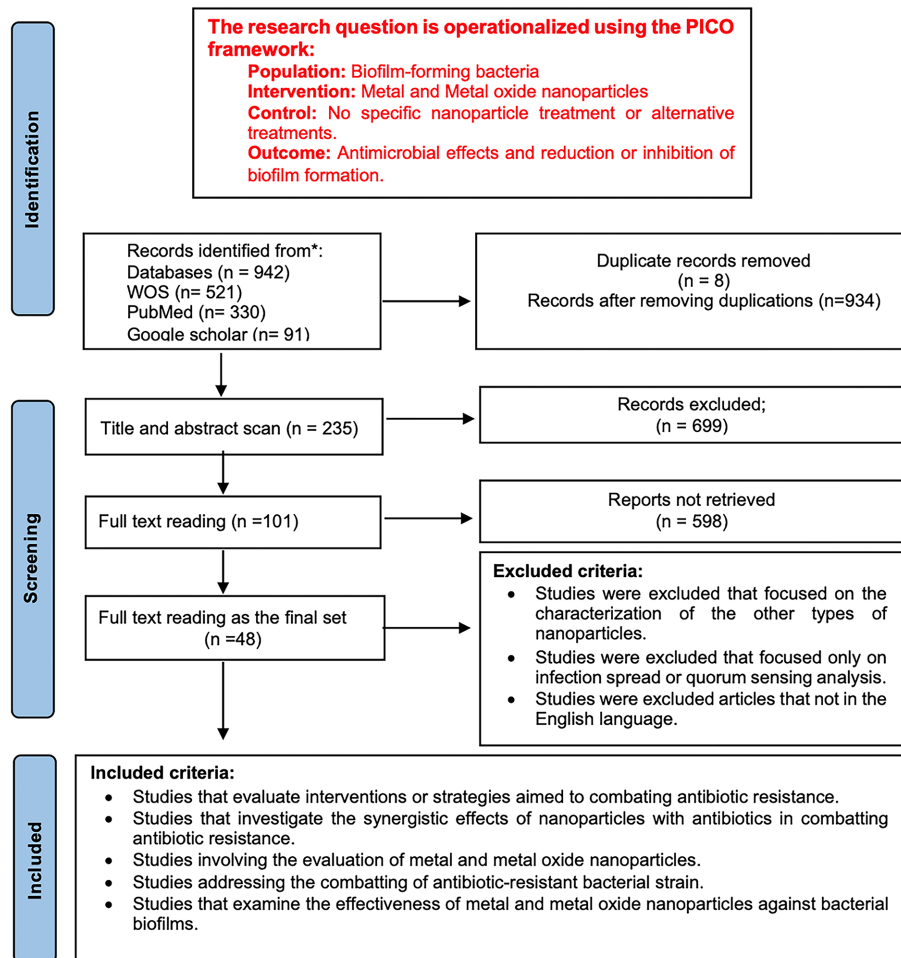 Identification
The research question is operationalized using the PICO
framework:
Population: Biofilm-forming bacteria
Intervention: Metal and Metal oxide nanoparticles
Control: No specific nanoparticle treatment or alternative
treatments.
Outcome: Antimicrobial effects and reduction or inhibition of
biofilm formation.
Records identified from*:
Databases (n = 942)
WOS (n= 521)
PubMed (n= 330)
Google scholar (n= 91)
Duplicate records removed
(n = 8)
Records after removing duplications (n=934)
Screening
Title and abstract scan (n = 235)
Records excluded;
(n = 699)
Full text reading (n =101)
Reports not retrieved
(n = 598)
Full text reading as the final set
(n =48)
Excluded criteria:
• Studies were excluded that focused on the
characterization of the other types of
nanoparticles.
• Studies were excluded that focused only on
infection spread or quorum sensing analysis.
• Studies were excluded articles that not in the
English language.
Included
Included criteria:
• Studies that evaluate interventions or strategies aimed to combating antibiotic resistance.
• Studies that investigate the synergistic effects of nanoparticles with antibiotics in combatting
antibiotic resistance.
• Studies involving the evaluation of metal and metal oxide nanoparticles.
• Studies addressing the combatting of antibiotic-resistant bacterial strain.
• Studies that examine the effectiveness of metal and metal oxide nanoparticles against bacterial
biofilms.